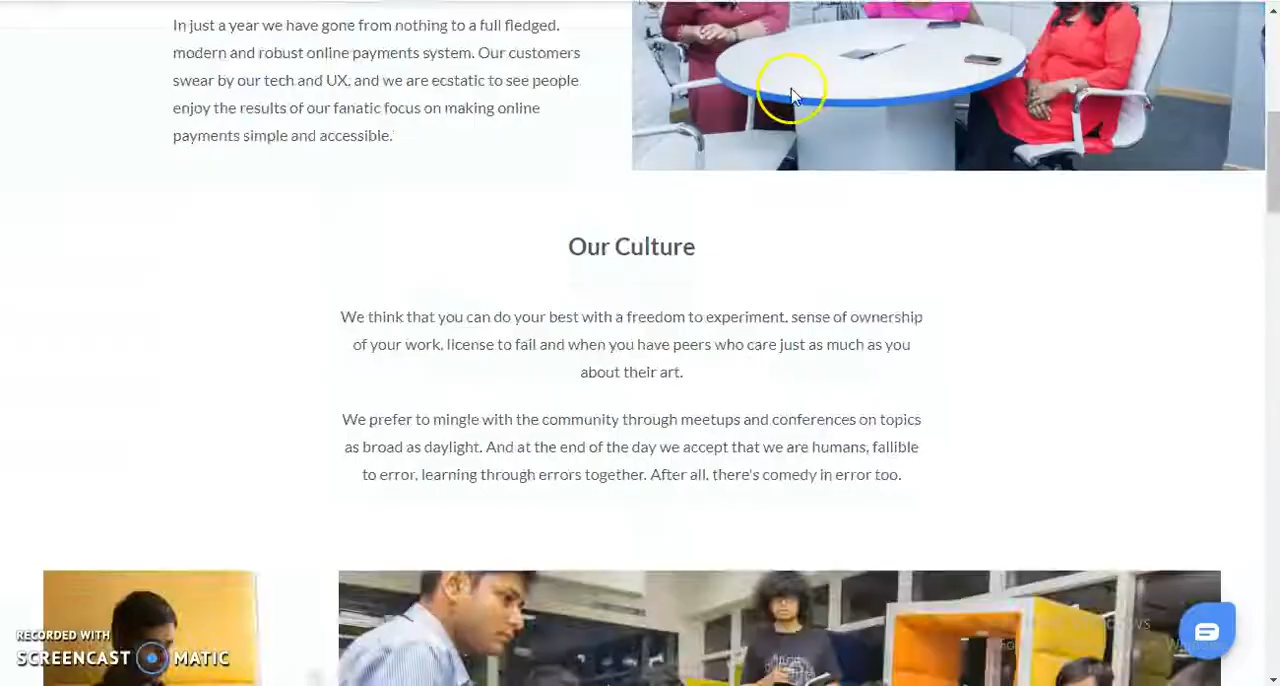 In just a year we have gone from nothing to a full fledged,
modern and robust online payments system. Our customers
swear by our tech and UX, and we are ecstatic to see people
enjoy the results of our fanatic focus on making online
payments simple and accessible.
Our Culture
We think that you can do your best with a freedom to experiment, sense of ownership
of your work, license to fail and when you have peers who care just as much as you
about their art.
We prefer to mingle with the community through meetups and conferences on topics
as broad as daylight. And at the end of the day we accept that we are humans, fallible
to error, learning through errors together. After all, there's comedy in error too.
RECORDED WITH
SCREENCAST MATIC